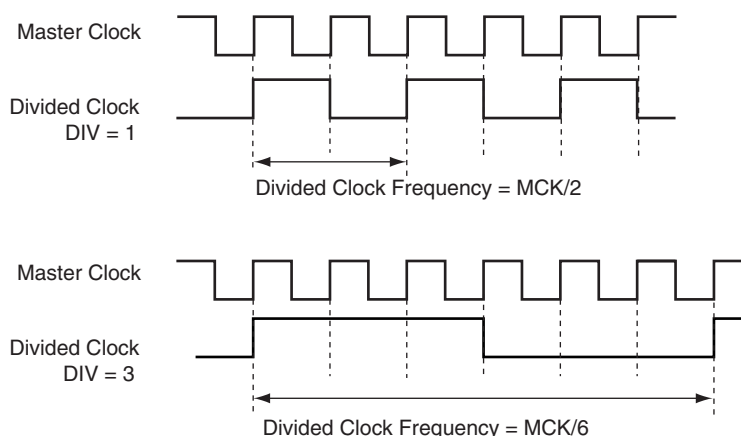 Master Clock
Divided Clock
DIV = 1
Divided Clock Frequency = MCK/2
Master Clock
Divided Clock
DIV = 3
Divided Clock Frequency = MCK/6